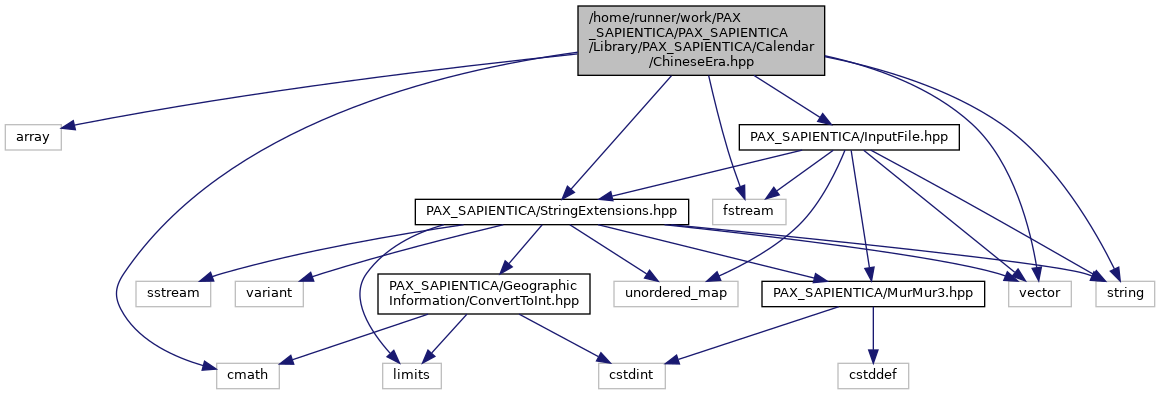 /home/runner/work/PAX
_SAPIENTICA/PAX_SAPIENTICA
/Library/PAX_SAPIENTICA/Calendar
/ChineseEra.hpp
array
PAX_SAPIENTICA/InputFile.hpp
PAX_SAPIENTICA/StringExtensions.hpp
fstream
sstream
variant
PAX_SAPIENTICA/Geographic
Information/ConvertToInt.hpp
unordered_map
PAX_SAPIENTICA/MurMur3.hpp
vector
string
cmath
limits
cstdint
cstddef